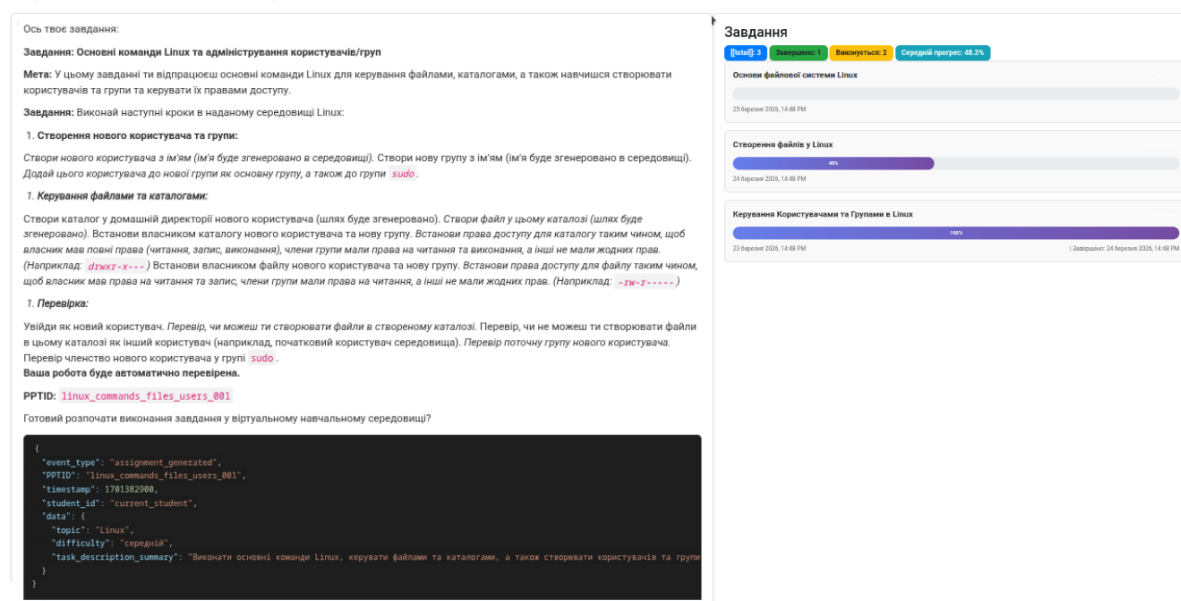 Ось твоє завдання:
Завдання: Основні команди Linux та адміністрування користувачів/груп
Мета: У цьому завданні ти відпрацюєш основні команди Linux для керування файлами, каталогами, а також навчишся створювати
користувачів та групи та керувати їх правами доступу.
Завдання: Виконай наступні кроки в наданому середовищі Linux:
1. Створення нового користувача та групи:
Створи нового користувача з ім'ям (ім'я буде згенеровано в середовищі). Створи нову групу з ім'ям (ім'я буде згенеровано в середовищі).
Додай цього користувача до нової групи як основну групу, а також до групи sudo.
1. Керування файлами та каталогами:
Створи каталог у домашній директорії нового користувача (шлях буде згенеровано). Створи файл у цьому каталозі (шлях буде
згенеровано). Встанови власником каталогу нового користувача та нову групу. Встанови права доступу для каталогу таким чином, щоб
власник мав повні права (читання, запис, виконання), члени групи мали права на читання та виконання, а інші не мали жодних прав.
(Наприклад: drwxr-x---) Встанови власником файлу нового користувача та нову групу. Встанови права доступу для файлу таким чином,
щоб власник мав права на читання та запис, члени групи мали права на читання, а інші не мали жодних прав. (Наприклад: -rw-r-----)
1. Перевірка:
Увійди як новий користувач. Перевір, чи можеш ти створювати файли в створеному каталозі. Перевір, чи не можеш ти створювати файли
в цьому каталозі як інший користувач (наприклад, початковий користувач середовища). Перевір поточну групу нового користувача.
Перевір членство нового користувача у групі sudo.
Ваша робота буде автоматично перевірена.
PPTID: linux_commands_files_users_001
Готовий розпочати виконання завдання у віртуальному навчальному середовищі?
{
"event_type": "assignment_generated",
"PPTID": "linux_commands_files_users_001",
"timestamp": 1701382900,
"student_id": "current_student",
"data": {
"topic": "Linux",
"difficulty": "середній",
"task_description_summary": "Виконати основні команди Linux, керувати файлами та каталогами, а також створювати користувачів та групи
}
}
Завдання
[[total]]: 3 Завершено: 1 Виконується: 2 Середній прогрес: 48.3%
Основи файлової системи Linux
25 березня 2026, 14:48 PM
Створення файлів у Linux
45%
24 березня 2026, 14:48 PM
Керування Користувачами та Групами в Linux
100%
23 березня 2026, 14:48 PM | Завершено: 24 березня 2026, 14:48 PM